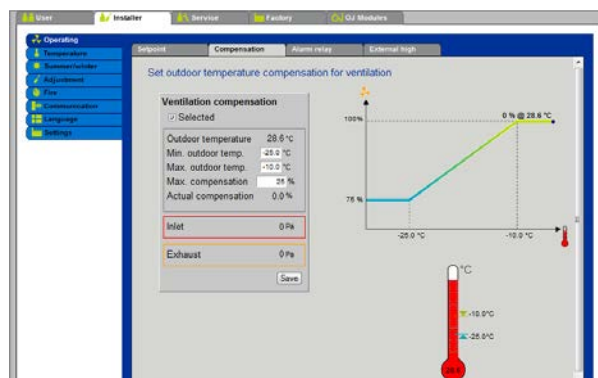 User
Installer
Service
Factory
OJ Modules
Operating
Temperature
Summer/winter
Adjustment
Fire
Communication
Language
Settings
Setpoint
Compensation
Alarm relay
External high
Set outdoor temperature compensation for ventilation
Ventilation compensation
Selected
Outdoor temperature 28.6 °C
Min. outdoor temp. -25.0 °C
Max. outdoor temp. -10.0 °C
Max. compensation 25 %
Actual compensation 0.0 %
Inlet 0 Pa
Exhaust 0 Pa
Save
100%
0 % @ 28.6 °C
75 %
-25.0 °C
-10.0 °C
°C
-10.0°C
-25.0°C